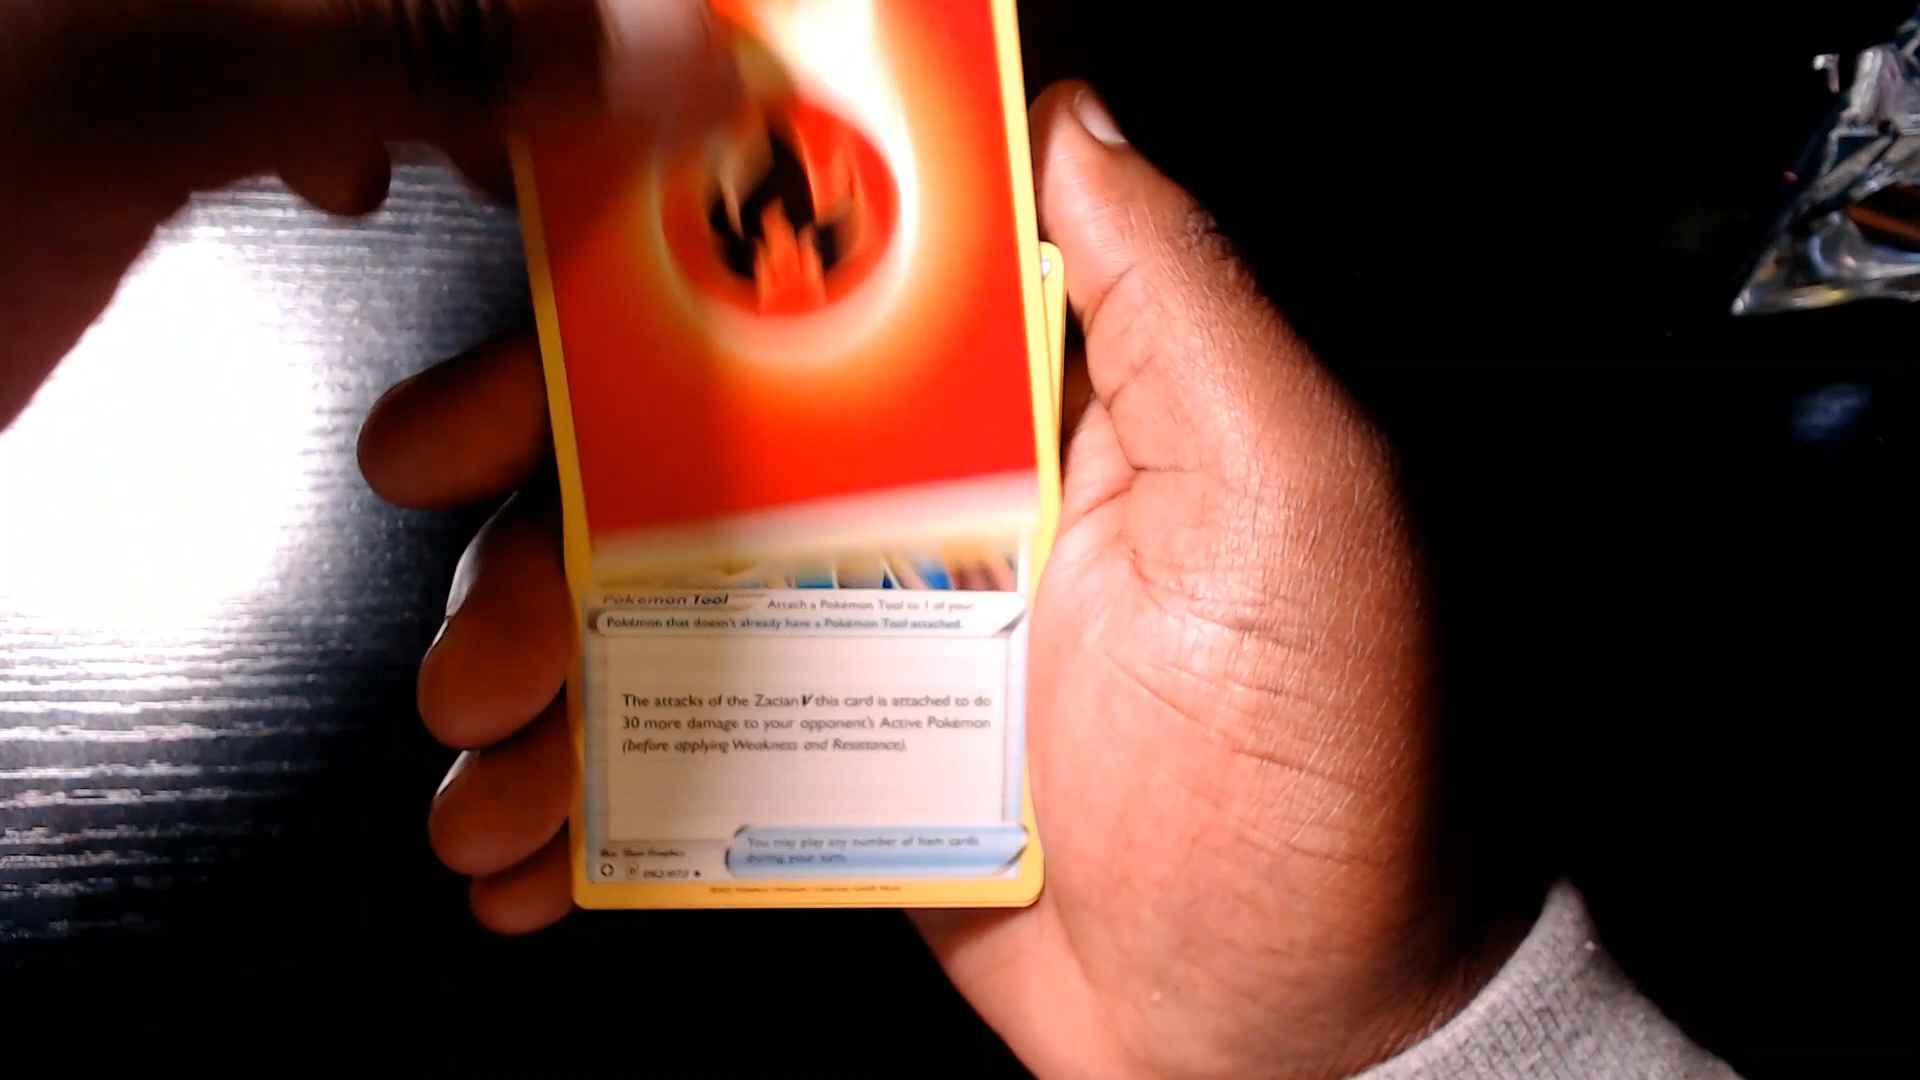 Pokémon Tool Attach a Pokémon Tool to 1 of your
Pokémon that doesn't already have a Pokémon Tool attached.
The attacks of the Zacian V this card is attached to do
30 more damage to your opponent's Active Pokémon
(before applying Weakness and Resistance).
You may play any number of Item cards
during your turn.
062/072